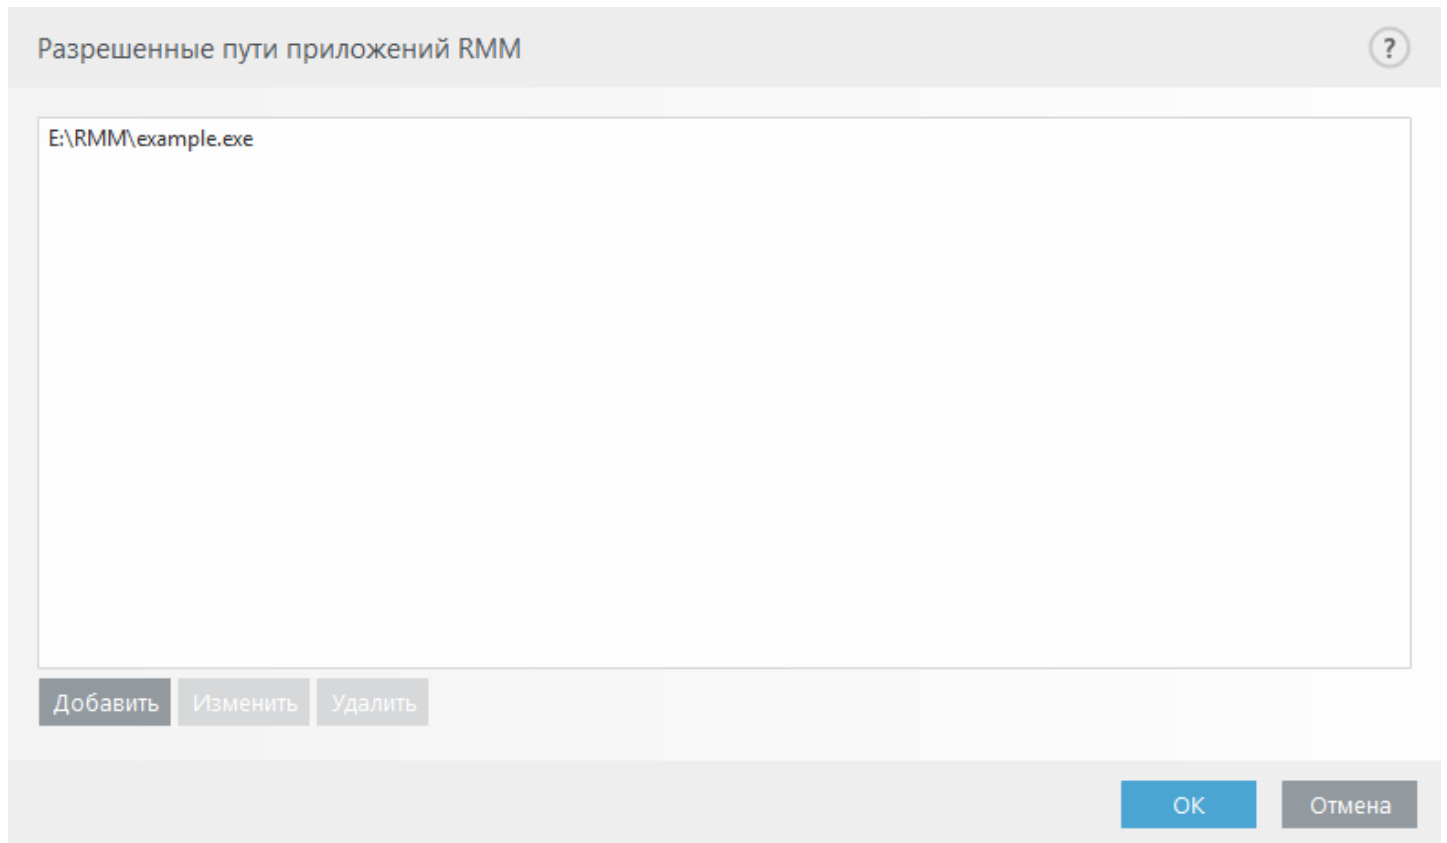 Разрешенные пути приложений RMM
?
E:\RMM\example.exe
Добавить Изменить Удалить
OK Отмена